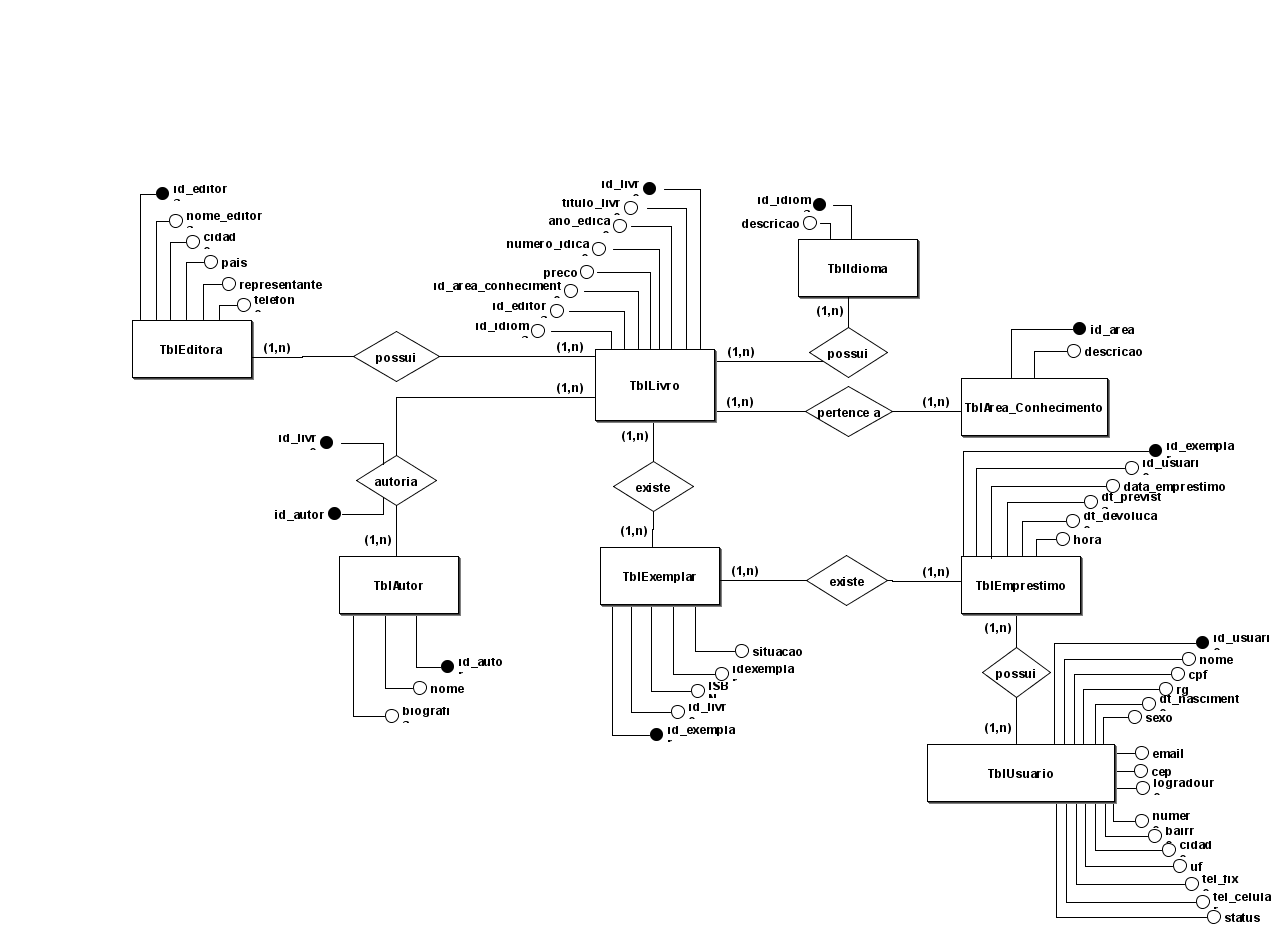 id_editor
nome_editor
cidad
pais
representante
telefon
TblEditora
(1,n)
possui
id_livr
titulo_livr
ano_edica
numero_idica
preco
id_area_conheciment
id_editor
id_idiom
(1,n)
(1,n)
TblLivro
(1,n)
(1,n)
(1,n)
id_idiom
descricao
TblIdioma
(1,n)
possui
id_area
descricao
TblArea_Conhecimento
pertence a
(1,n)
id_livr
autoria
id_autor
(1,n)
TblAutor
id_auto
nome
biografi
existe
(1,n)
TblExemplar
(1,n)
situacao
idexempla
ISB
N
id_livr
id_exempla
existe
(1,n)
id_exempla
id_usuari
data_emprestimo
dt_previst
dt_devoluca
hora
TblEmprestimo
(1,n)
possui
(1,n)
TblUsuario
id_usuari
nome
cpf
rg
dt_nasciment
sexo
email
cep
logradour
numer
bairr
cidad
uf
tel_fix
tel_celula
status